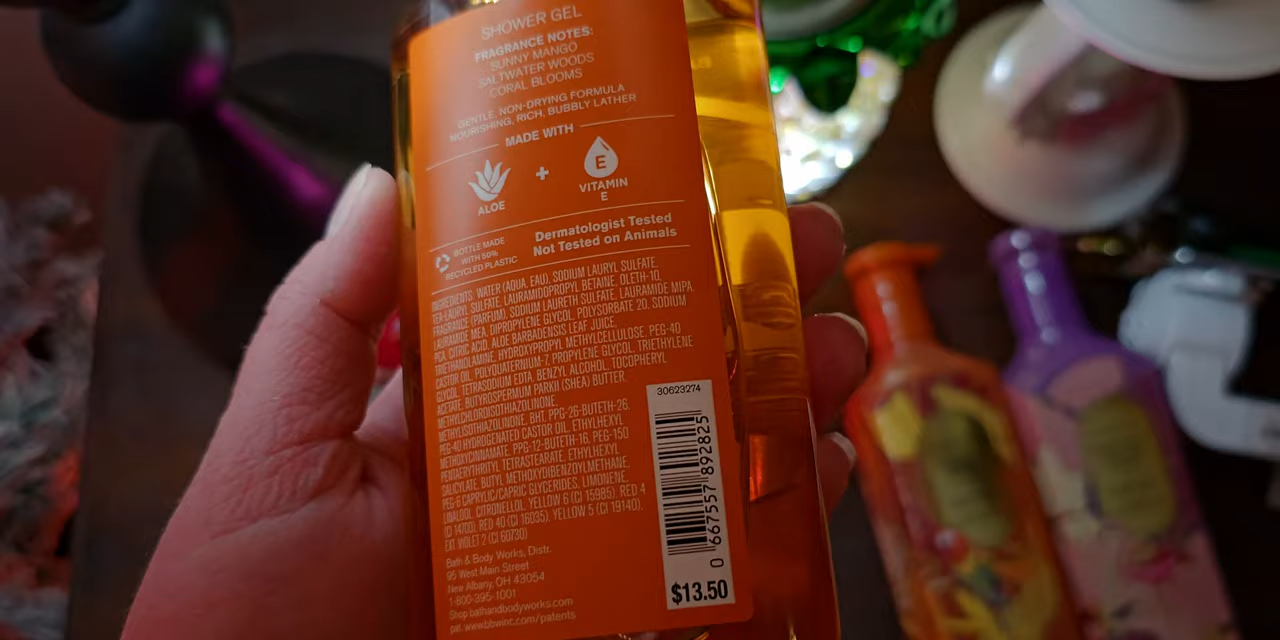 SHOWER GEL
FRAGRANCE NOTES:
SUNNY MANGO
SALTWATER WOODS
CORAL BLOOMS
GENTLE, NON-DRYING FORMULA
NOURISHING, RICH, BUBBLY LATHER
MADE WITH
ALOE
+
E
VITAMIN
E
BOTTLE MADE
WITH 50%
RECYCLED PLASTIC
Dermatologist Tested
Not Tested on Animals
INGREDIENTS: WATER (AQUA, EAU), SODIUM LAURYL SULFATE,
TEA-LAURYL SULFATE, LAURAMIDOPROPYL BETAINE, OLETH-10,
FRAGRANCE (PARFUM), SODIUM LAURETH SULFATE, LAURAMIDE MIPA,
LAURAMIDE MEA, DIPROPYLENE GLYCOL, POLYSORBATE 20, SODIUM
PCA, CITRIC ACID, ALOE BARBADENSIS LEAF JUICE,
TRIETHYLAMINE, HYDROXYPROPYL METHYLCELLULOSE, PEG-40
CASTOR OIL, POLYQUATERNIUM-7, PROPYLENE GLYCOL, TRIETHYLENE
GLYCOL, TETRASODIUM EDTA, BENZYL ALCOHOL, TOCOPHERYL
ACETATE, BUTYROSPERMUM PARKII (SHEA) BUTTER,
METHYLCHLOROISOTHIAZOLINONE,
METHYLISOTHIAZOLINONE, BHT, PPG-26-BUTETH-26,
PEG-40 HYDROGENATED CASTOR OIL, ETHYLHEXYL
METHOXYCINNAMATE, PPG-12-BUTETH-16, PEG-150
PENTAERYTHRITYL TETRASTEARATE, ETHYLHEXYL
SALICYLATE, BUTYL METHOXYDIBENZOYLMETHANE,
PEG-6 CAPRYLIC/CAPRIC GLYCERIDES, LIMONENE,
LINALOOL, CITRONELLOL, YELLOW 6 (CI 15985), RED 4
(CI 14700), RED 40 (CI 16035), YELLOW 5 (CI 19140),
EXT VIOLET 2 (CI 60730)
Bath & Body Works, Distr.
95 West Main Street
New Albany, OH 43054
1-800-395-1001
Shop bathandbodyworks.com
pat. www.bbwinc.com/patents
30623274
0 667557 892825
$13.50